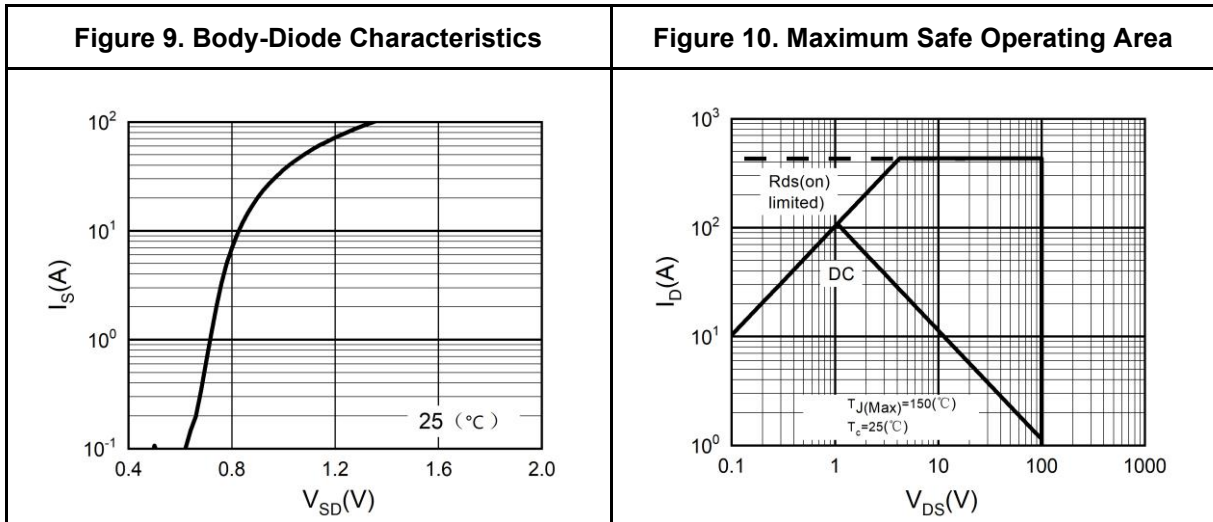 Figure 9. Body-Diode Characteristics
Figure 10. Maximum Safe Operating Area
10²
10¹
10⁰
10⁻¹
I_S(A)
25（℃）
0.4
0.8
1.2
1.6
2.0
V_SD(V)
10³
10²
10¹
10⁰
I_D(A)
Rds(on)
limited)
DC
T_J(Max)=150(℃)
T_c=25(℃)
0.1
1
10
100
1000
V_DS(V)